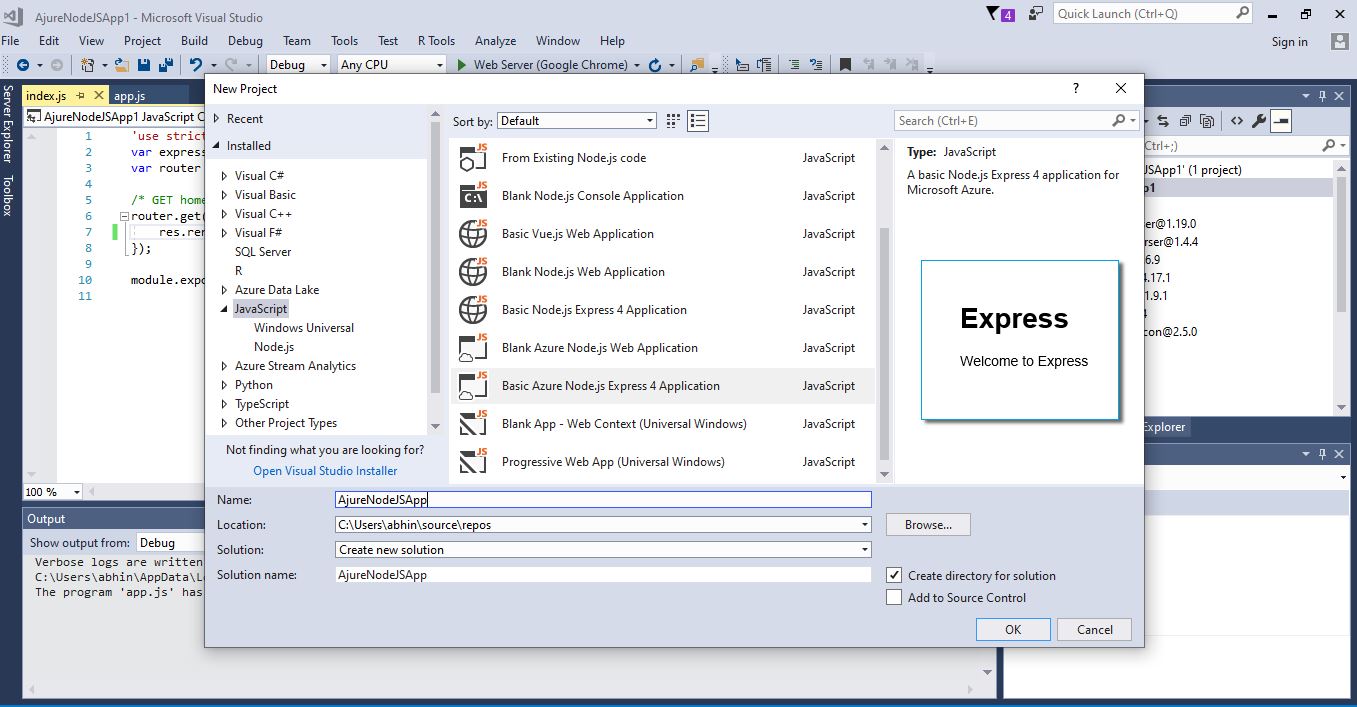 AjureNodeJSApp1 - Microsoft Visual Studio
4
Quick Launch (Ctrl+Q)
File Edit View Project Build Debug Team Tools Test R Tools Analyze Window Help
Sign in
Debug Any CPU Web Server (Google Chrome)
Server Explorer
Toolbox
index.js app.js
AjureNodeJSApp1 JavaScript C
1 'use strict
2 var express
3 var router
4
5 /* GET home
6 router.get(
7 res.ren
8 });
9
10 module.expo
11
100 %
Output
Show output from: Debug
Verbose logs are written
C:\Users\abhin\AppData\L
The program 'app.js' has
New Project
?
Recent
Installed
Visual C#
Visual Basic
Visual C++
Visual F#
SQL Server
R
Azure Data Lake
JavaScript
Windows Universal
Node.js
Azure Stream Analytics
Python
TypeScript
Other Project Types
Not finding what you are looking for?
Open Visual Studio Installer
Sort by: Default
Search (Ctrl+E)
JS From Existing Node.js code JavaScript
JS C:\ Blank Node.js Console Application JavaScript
JS Basic Vue.js Web Application JavaScript
JS Blank Node.js Web Application JavaScript
JS Basic Node.js Express 4 Application JavaScript
JS Blank Azure Node.js Web Application JavaScript
JS Basic Azure Node.js Express 4 Application JavaScript
JS Blank App - Web Context (Universal Windows) JavaScript
JS Progressive Web App (Universal Windows) JavaScript
Type: JavaScript
A basic Node.js Express 4 application for
Microsoft Azure.
Express
Welcome to Express
Name: AjureNodeJSApp
Location: C:\Users\abhin\source\repos Browse...
Solution: Create new solution
Solution name: AjureNodeJSApp
Create directory for solution
Add to Source Control
OK Cancel
Ctrl+;)
JSApp1' (1 project)
p1
er@1.19.0
rser@1.4.4
6.9
4.17.1
1.9.1
4
con@2.5.0
Explorer